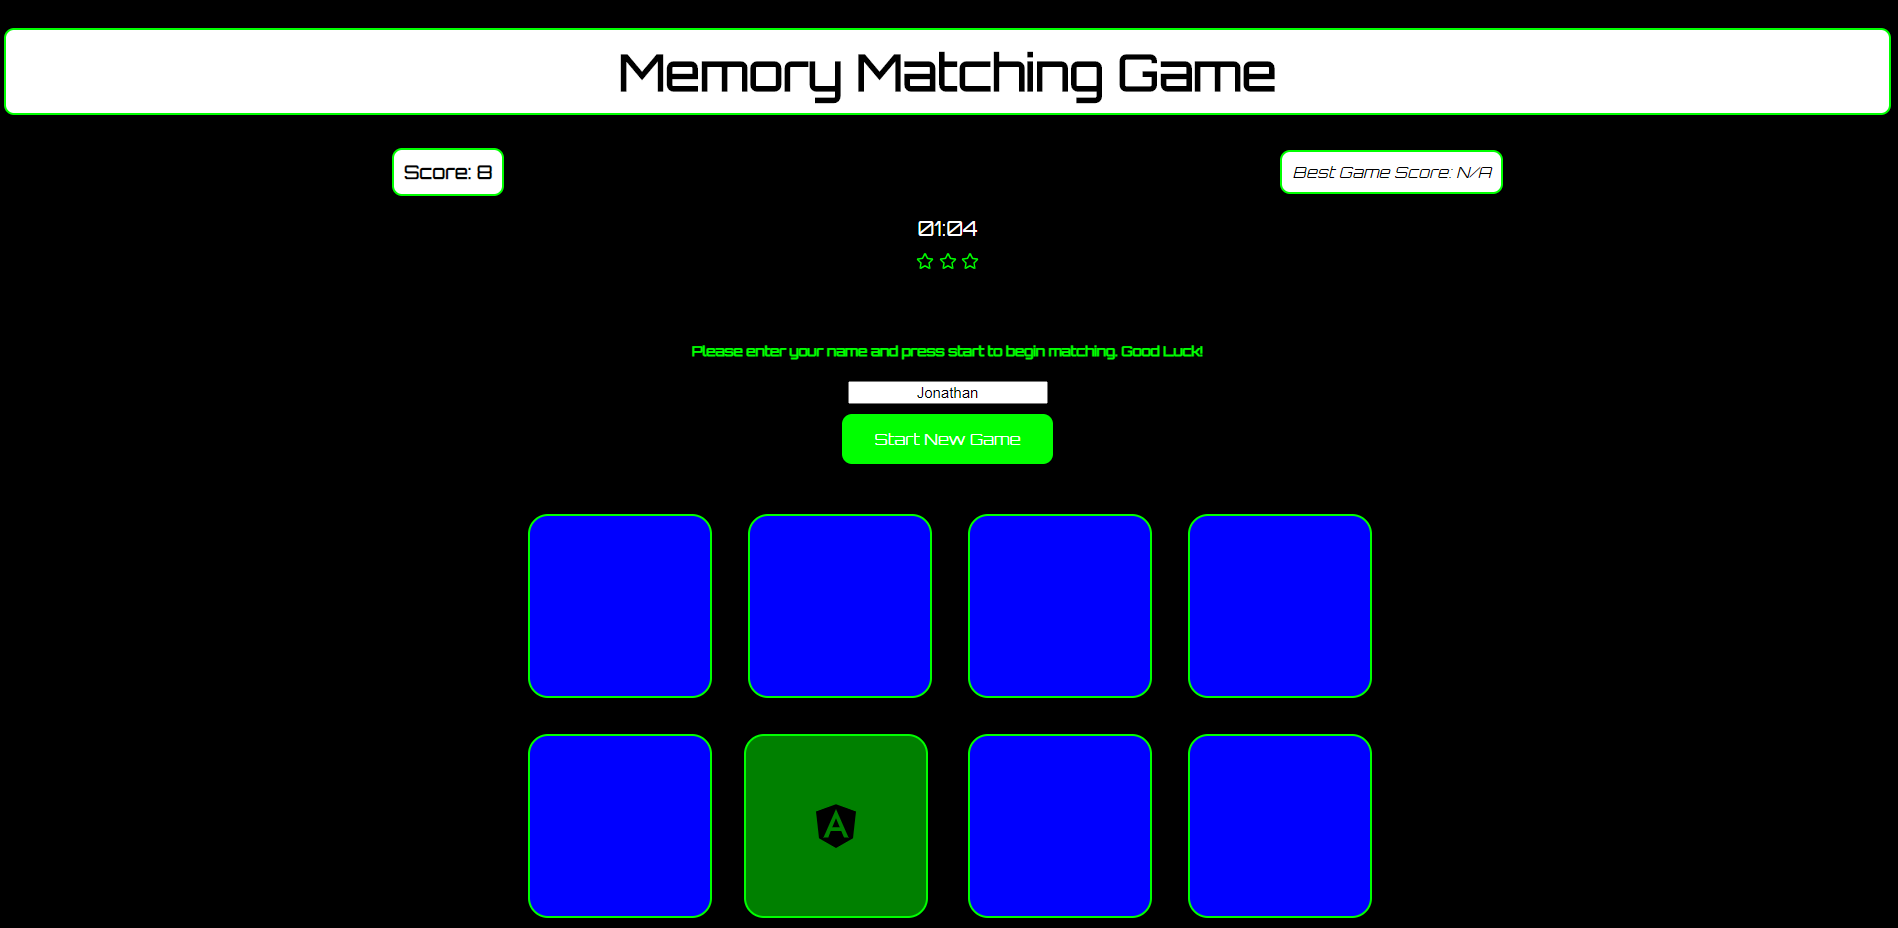 Memory Matching Game
Score: 8
Best Game Score: N/A
01:04
Please enter your name and press start to begin matching. Good Luck!
Jonathan
Start New Game
A